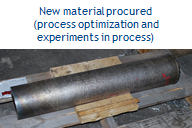 New material procured
(process optimization and
experiments in process)